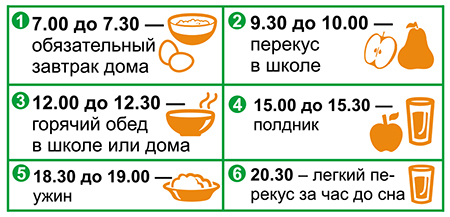 1 7.00 до 7.30 —
обязательный
завтрак дома
2 9.30 до 10.00 —
перекус
в школе
3 12.00 до 12.30 —
горячий обед
в школе или дома
4 15.00 до 15.30 —
полдник
5 18.30 до 19.00 —
ужин
6 20.30 – легкий пе-
рекус за час до сна